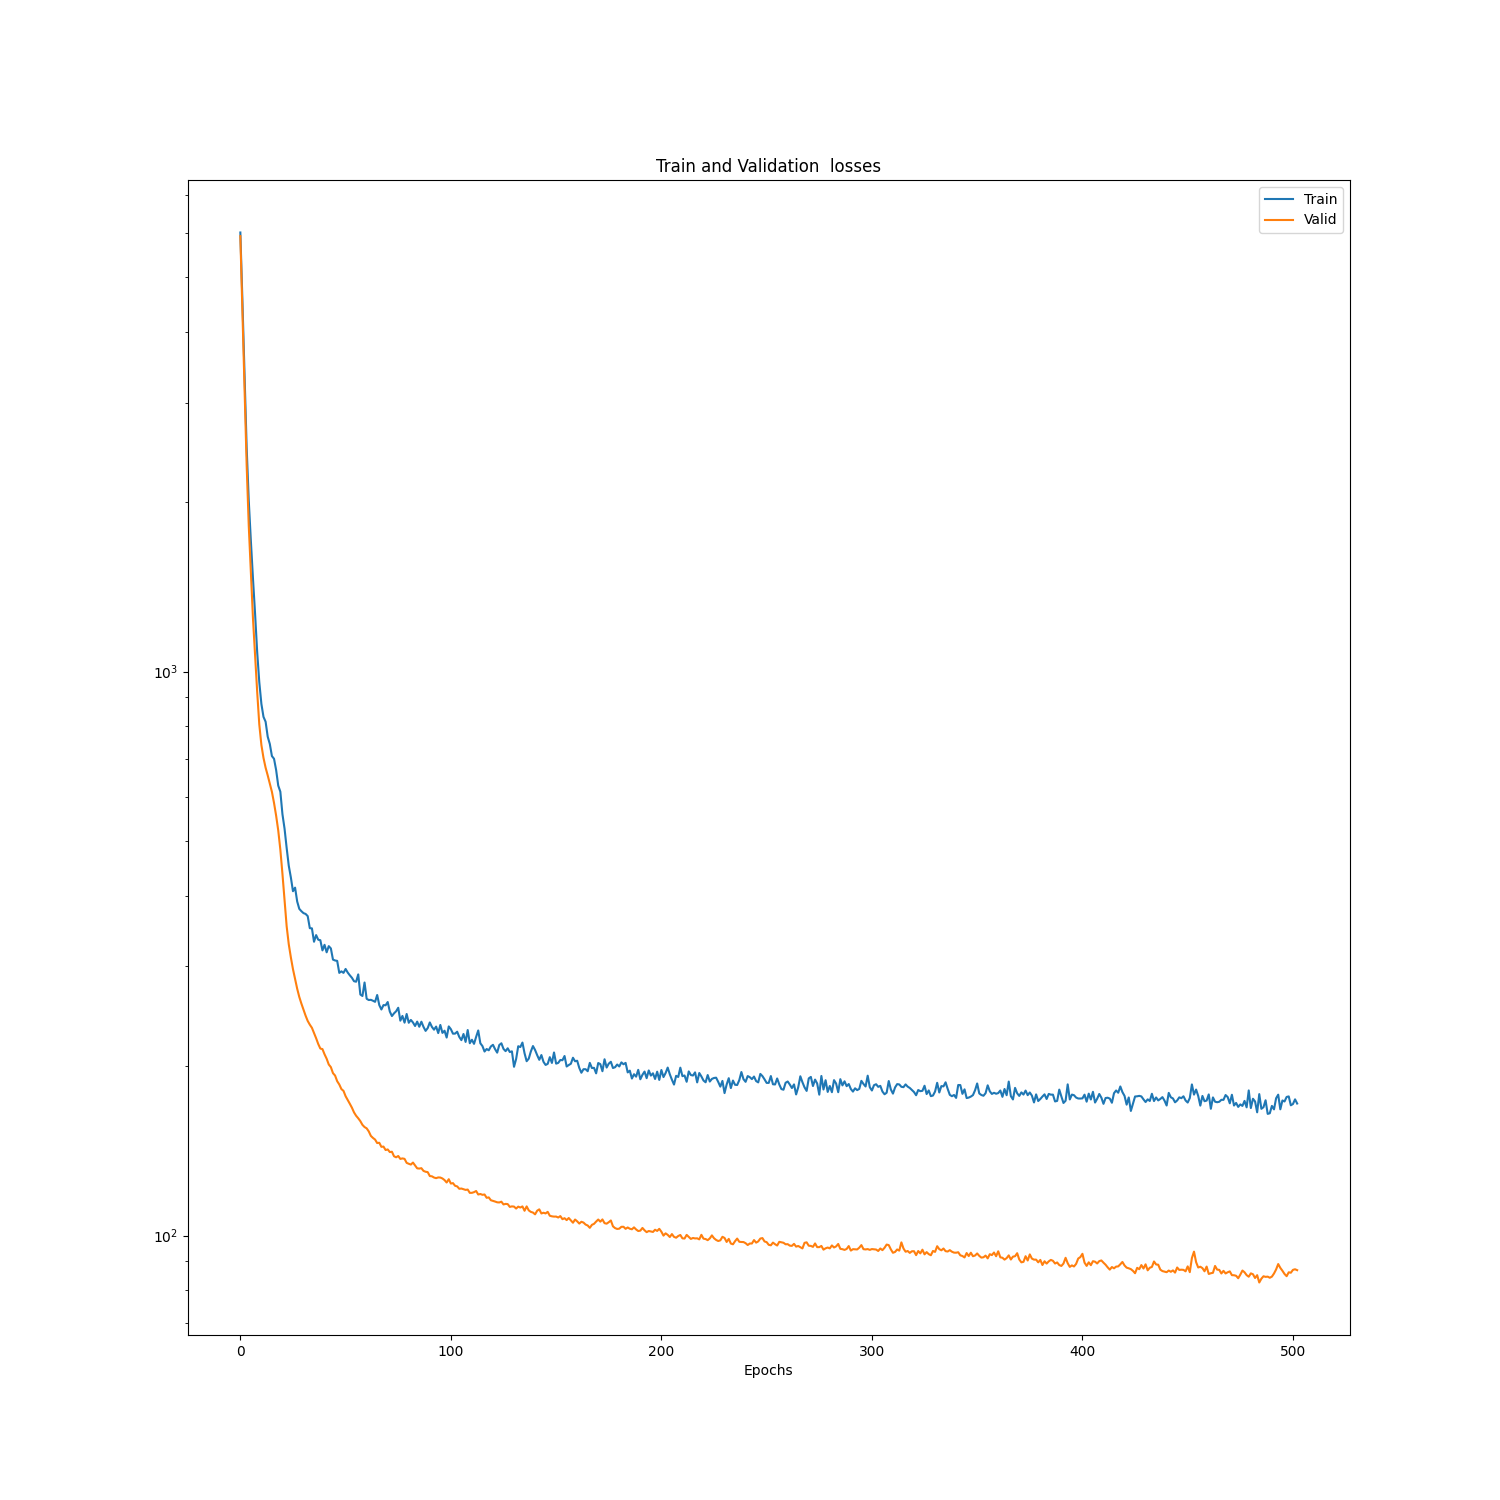 Train and Validation  losses
Train
Valid
10³
10²
0 100 200 300 400 500
Epochs